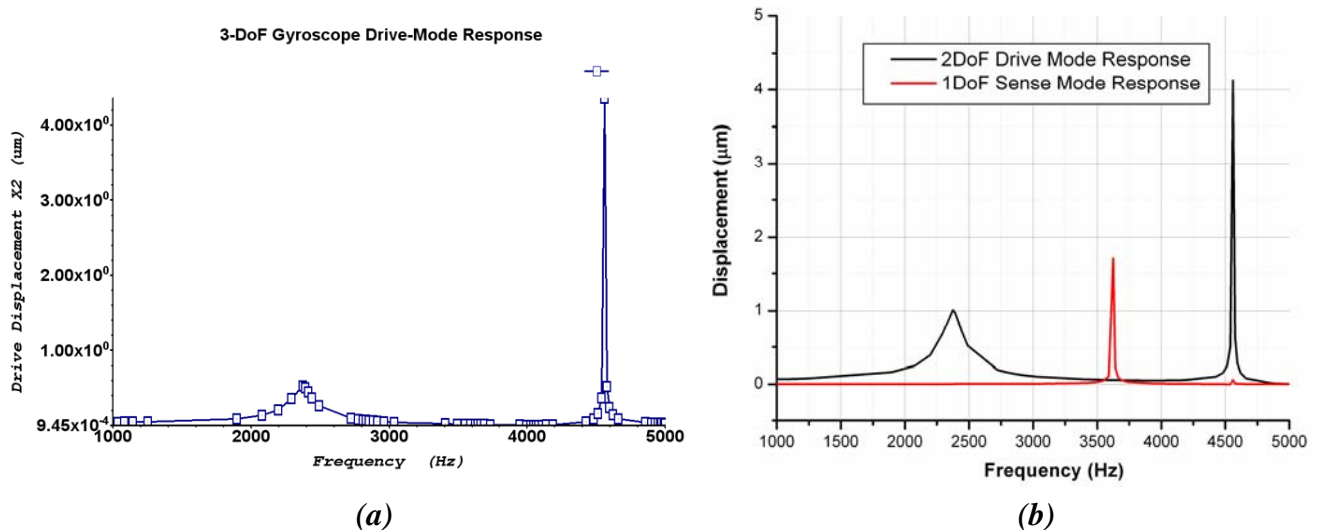 3-DoF Gyroscope Drive-Mode Response
4.00x10⁰
3.00x10⁰
2.00x10⁰
1.00x10⁰
9.45x10⁻⁴
Drive Displacement X2 (um)
1000 2000 3000 4000 5000
Frequency (Hz)
(a)
5
4
3
2
1
0
Displacement (μm)
2DoF Drive Mode Response
1DoF Sense Mode Response
1000 1500 2000 2500 3000 3500 4000 4500 5000
Frequency (Hz)
(b)